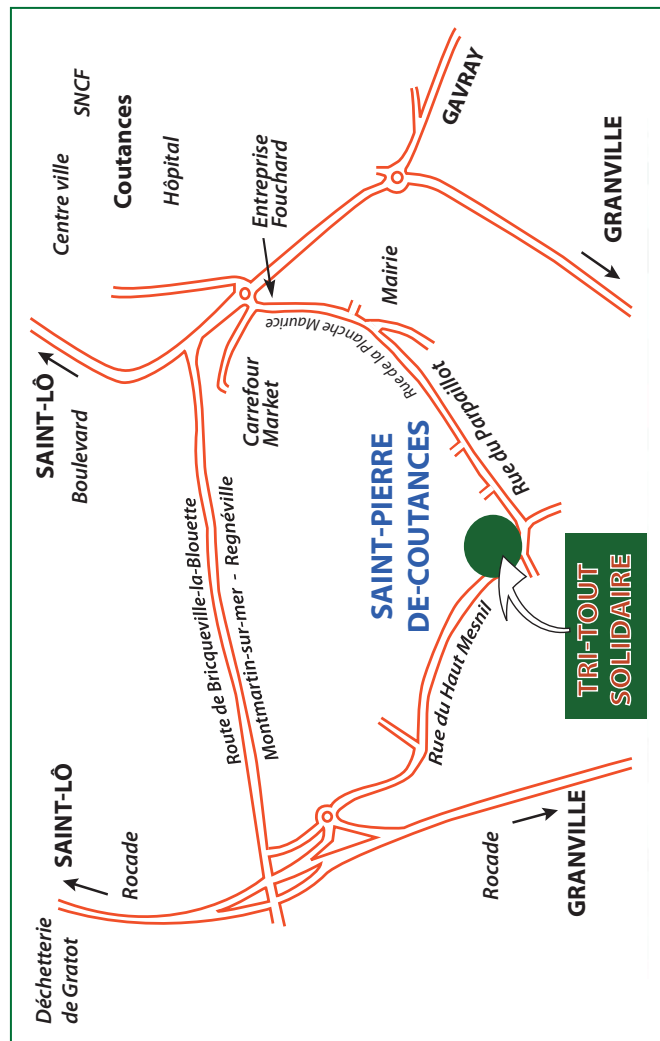 Déchetterie
de Gratot
SAINT-LÔ
Rocade
SAINT-LÔ
Boulevard
Centre ville
SNCF
Coutances
Hôpital
Route de Bricqueville-la-Blouette
Montmartin-sur-mer - Regnéville
Carrefour
Market
Entreprise
Fouchard
Rue de la Planche Maurice
Mairie
GAVRAY
SAINT-PIERRE
DE-COUTANCES
Rue du Parpaillot
Rue du Haut Mesnil
Rocade
GRANVILLE
TRI-TOUT
SOLIDAIRE
GRANVILLE